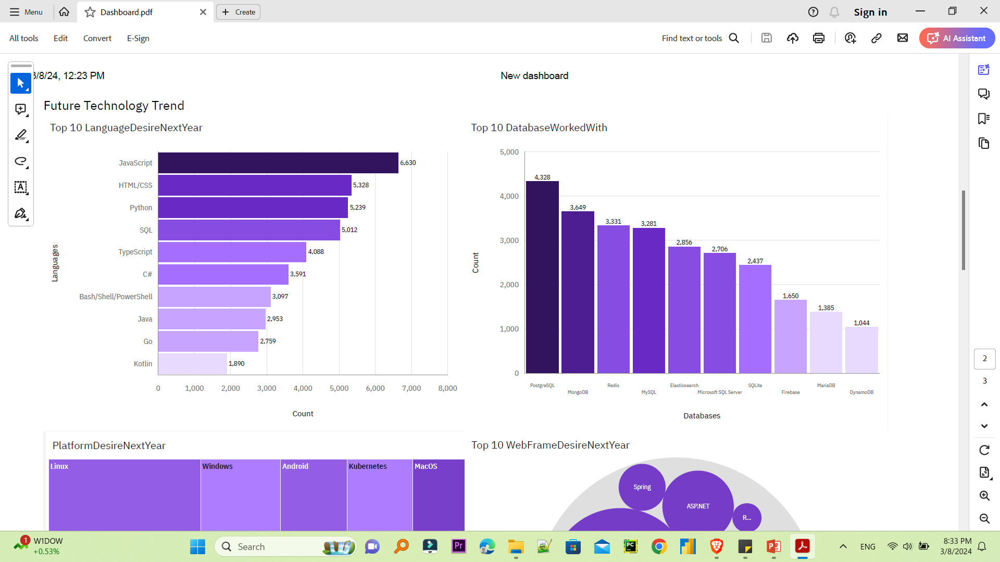 Menu
Dashboard.pdf
Create
Sign in
All tools
Edit
Convert
E-Sign
Find text or tools
AI Assistant
3/8/24, 12:23 PM
New dashboard
Future Technology Trend
Top 10 LanguageDesireNextYear
Languages
JavaScript 6,630
HTML/CSS 5,328
Python 5,239
SQL 5,012
TypeScript 4,088
C# 3,591
Bash/Shell/PowerShell 3,097
Java 2,953
Go 2,759
Kotlin 1,890
0 1,000 2,000 3,000 4,000 5,000 6,000 7,000 8,000
Count
Top 10 DatabaseWorkedWith
Count
5,000
4,000
3,000
2,000
1,000
0
4,328
3,649
3,331
3,281
2,856
2,706
2,437
1,650
1,385
1,044
PostgreSQL
MongoDB
Redis
MySQL
Elasticsearch
Microsoft SQL Server
SQLite
Firebase
MariaDB
DynamoDB
Databases
PlatformDesireNextYear
Linux
Windows
Android
Kubernetes
MacOS
Top 10 WebFrameDesireNextYear
Spring
ASP.NET
R...
2
3
1
W1DOW
+0.53%
Search
Pr
PC
P
ENG
8:33 PM
3/8/2024